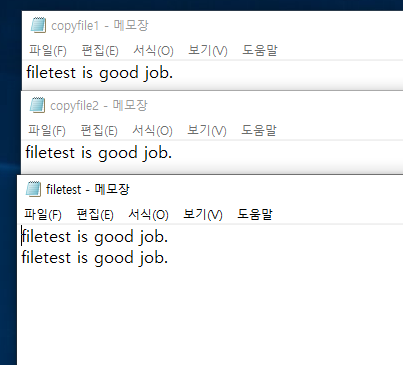 copyfile1 - 메모장
파일(F) 편집(E) 서식(O) 보기(V) 도움말
filetest is good job.
copyfile2 - 메모장
파일(F) 편집(E) 서식(O) 보기(V) 도움말
filetest is good job.
filetest - 메모장
파일(F) 편집(E) 서식(O) 보기(V) 도움말
filetest is good job.
filetest is good job.